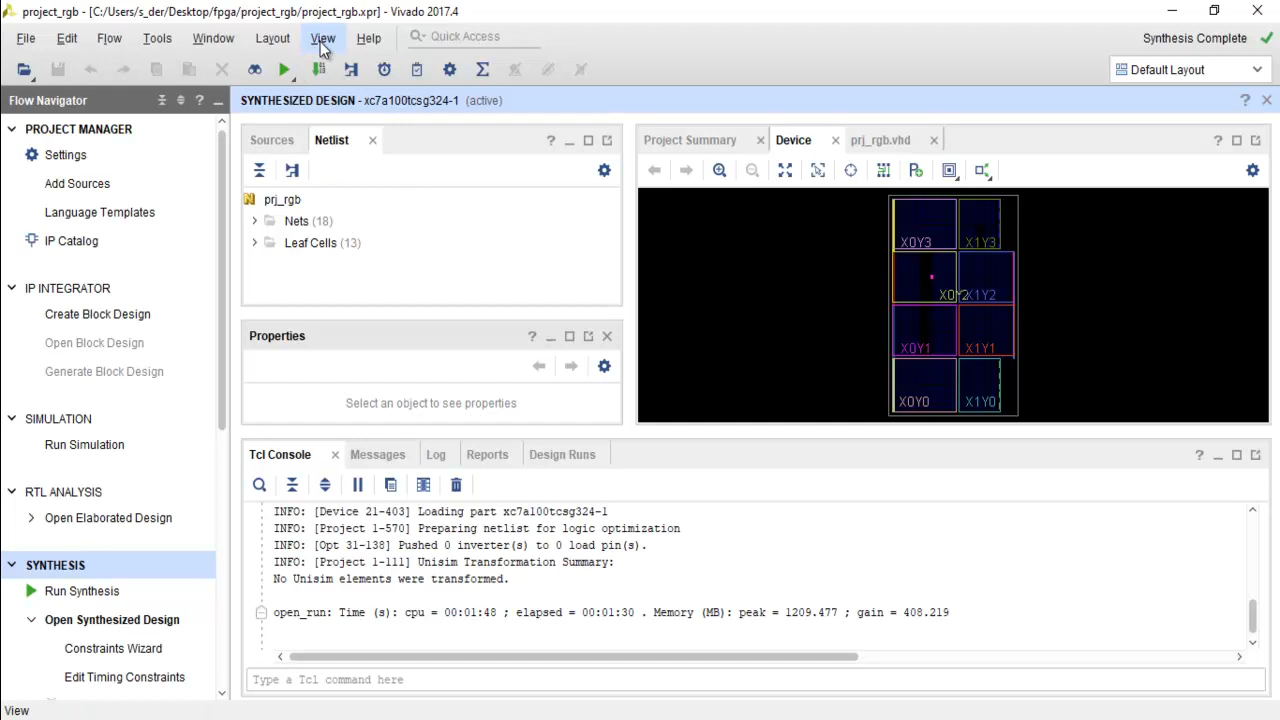 project_rgb - [C:/Users/s_der/Desktop/fpga/project_rgb/project_rgb.xpr] - Vivado 2017.4
File Edit Flow Tools Window Layout View Help Quick Access Synthesis Complete
Default Layout
Flow Navigator
SYNTHESIZED DESIGN - xc7a100tcsg324-1 (active)
PROJECT MANAGER
Settings
Add Sources
Language Templates
IP Catalog
IP INTEGRATOR
Create Block Design
Open Block Design
Generate Block Design
SIMULATION
Run Simulation
RTL ANALYSIS
Open Elaborated Design
SYNTHESIS
Run Synthesis
Open Synthesized Design
Constraints Wizard
Edit Timing Constraints
Sources Netlist
prj_rgb
Nets (18)
Leaf Cells (13)
Properties
Select an object to see properties
Project Summary Device prj_rgb.vhd
X0Y3 X1Y3
X0Y2 X1Y2
X0Y1 X1Y1
X0Y0 X1Y0
Tcl Console Messages Log Reports Design Runs
INFO: [Device 21-403] Loading part xc7a100tcsg324-1
INFO: [Project 1-570] Preparing netlist for logic optimization
INFO: [Opt 31-138] Pushed 0 inverter(s) to 0 load pin(s).
INFO: [Project 1-111] Unisim Transformation Summary:
No Unisim elements were transformed.
open_run: Time (s): cpu = 00:01:48 ; elapsed = 00:01:30 . Memory (MB): peak = 1209.477 ; gain = 408.219
Type a Tcl command here
View